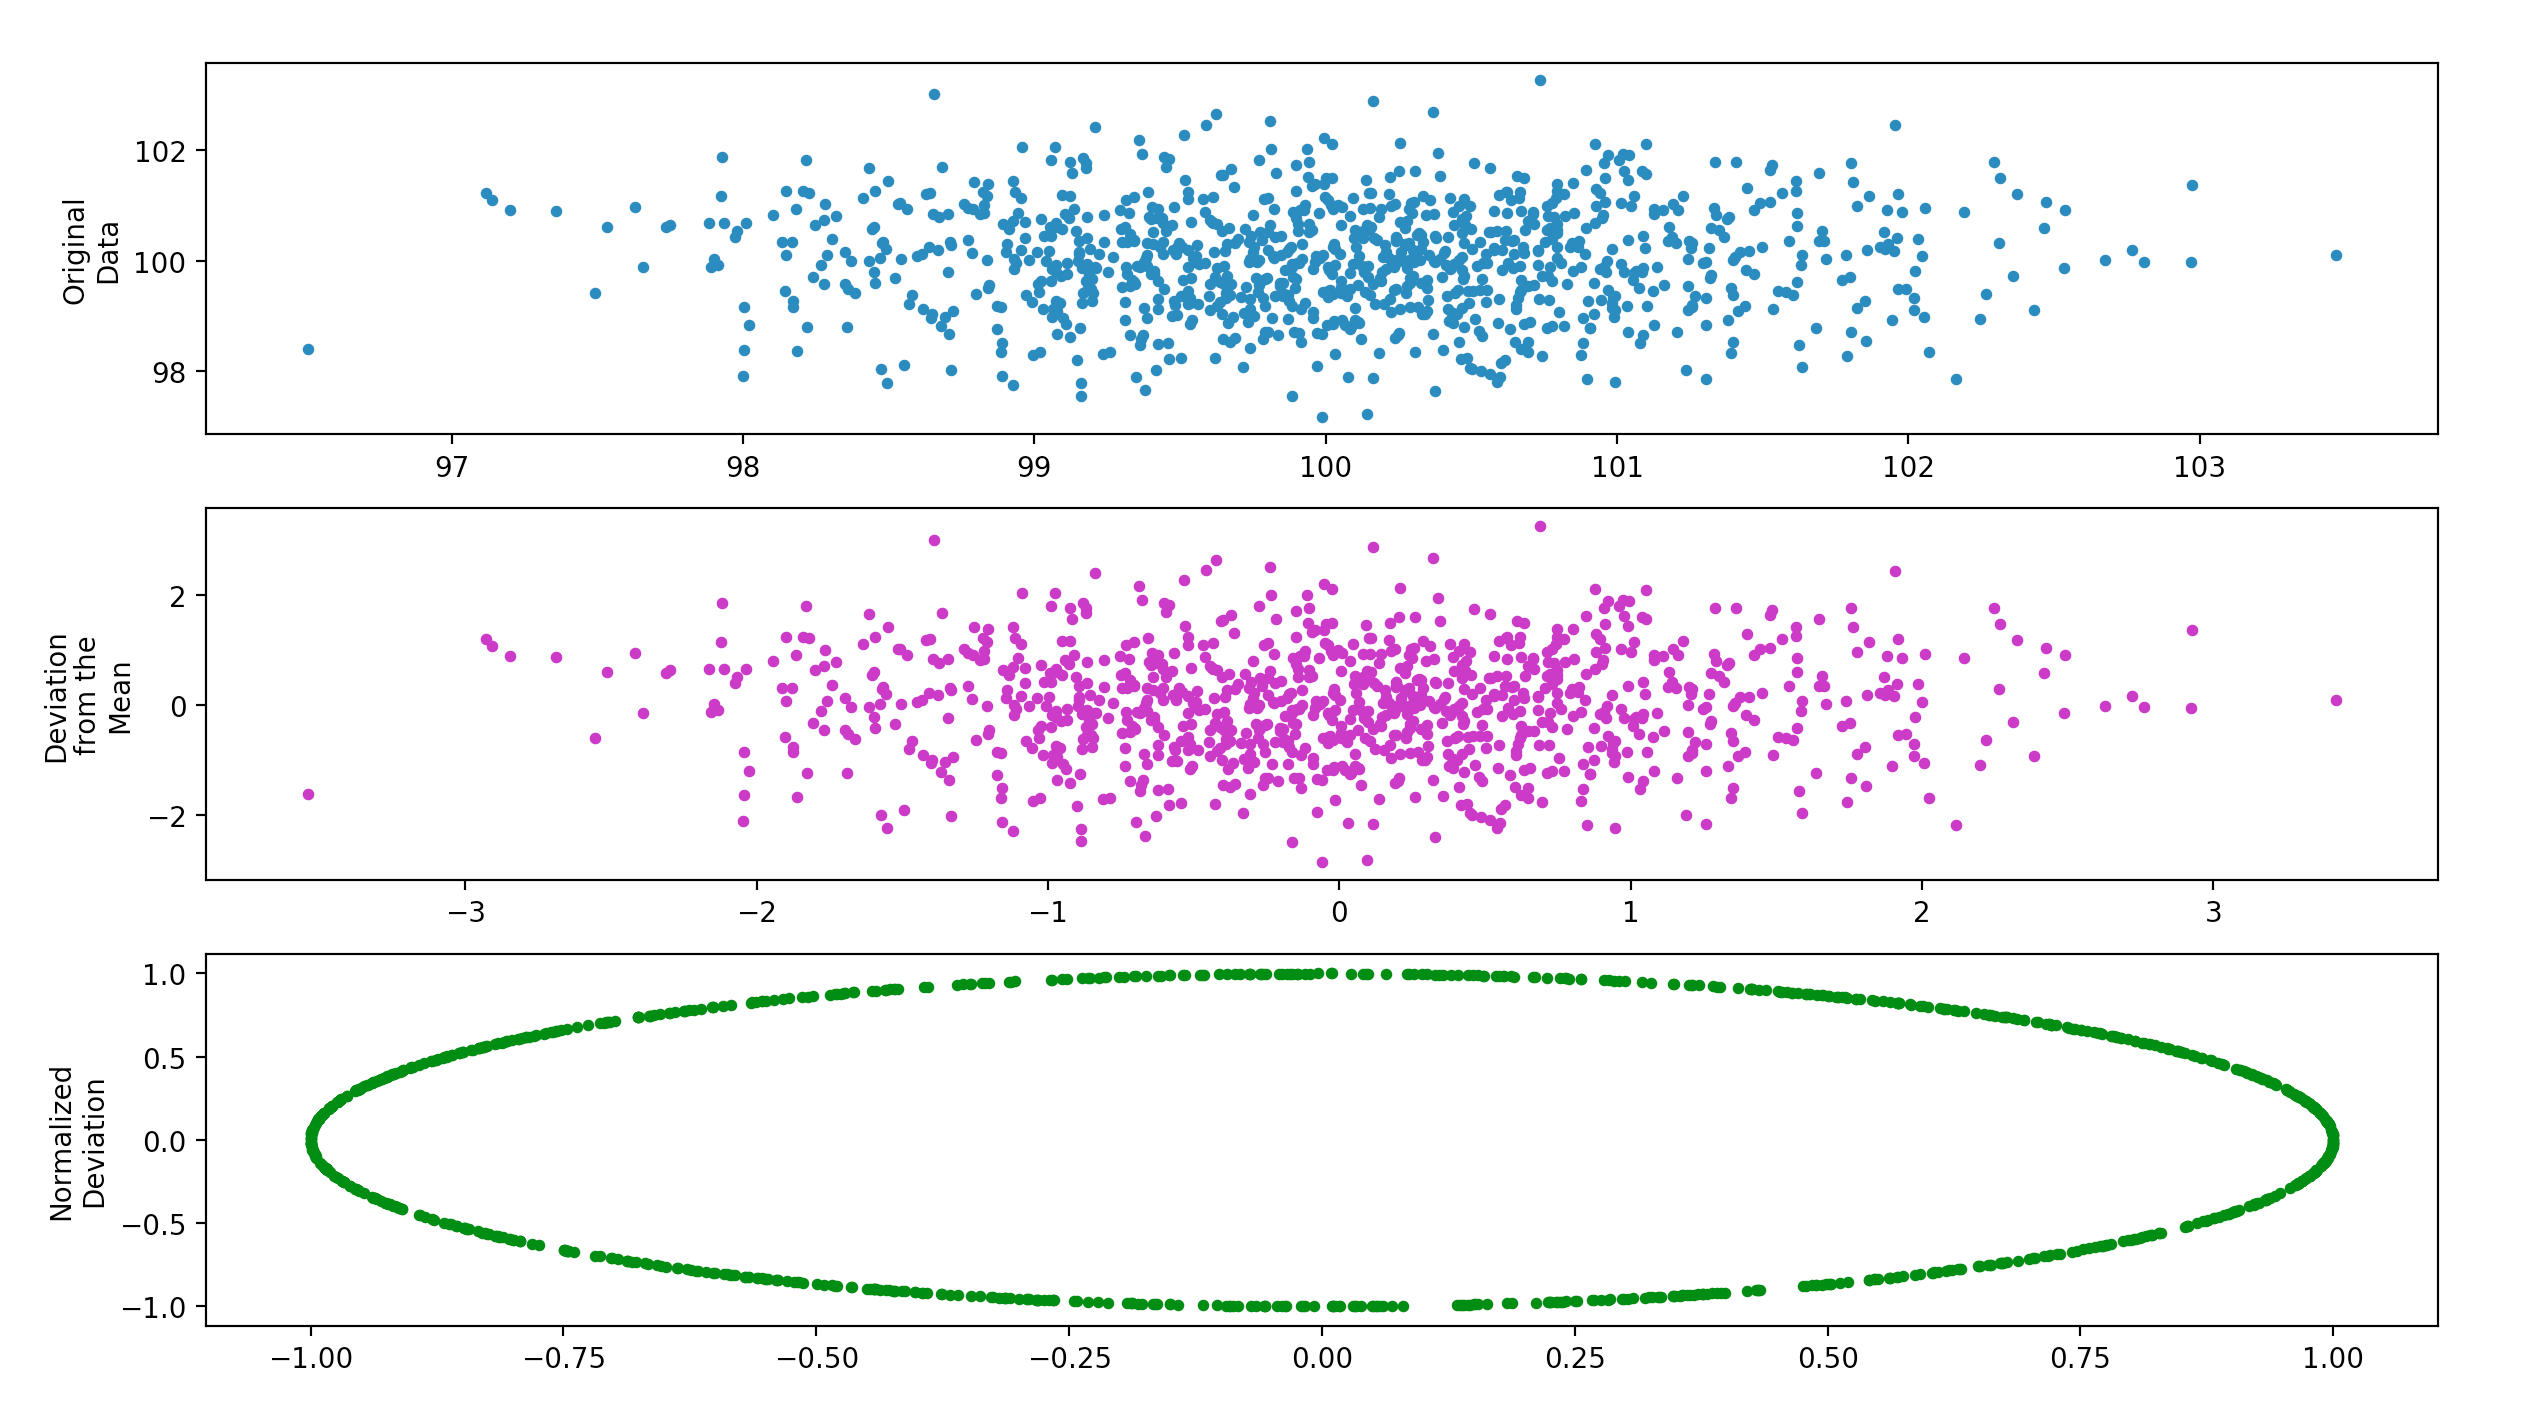 Original
Data
102
100
98
97 98 99 100 101 102 103
Deviation
from the
Mean
2
0
−2
−3 −2 −1 0 1 2 3
Normalized
Deviation
1.0
0.5
0.0
−0.5
−1.0
−1.00 −0.75 −0.50 −0.25 0.00 0.25 0.50 0.75 1.00